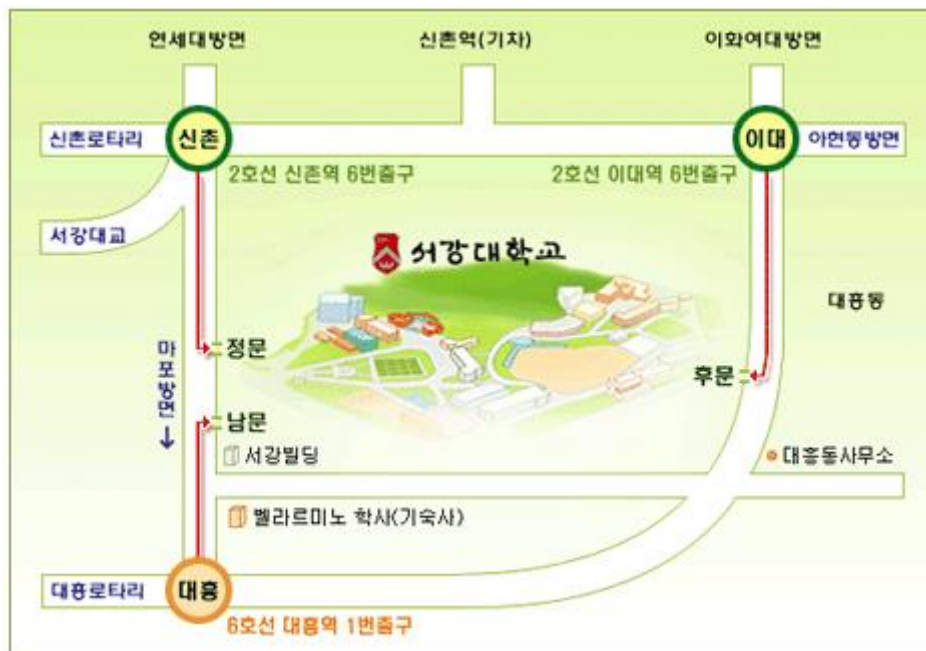 연세대방면
신촌역(기차)
이화여대방면
신촌로타리
신촌
이대
아현동방면
2호선 신촌역 6번출구
2호선 이대역 6번출구
서강대교
서강대학교
대흥동
정문
마포방면
후문
남문
서강빌딩
대흥동사무소
벨라르미노 학사(기숙사)
대흥로타리
대흥
6호선 대흥역 1번출구